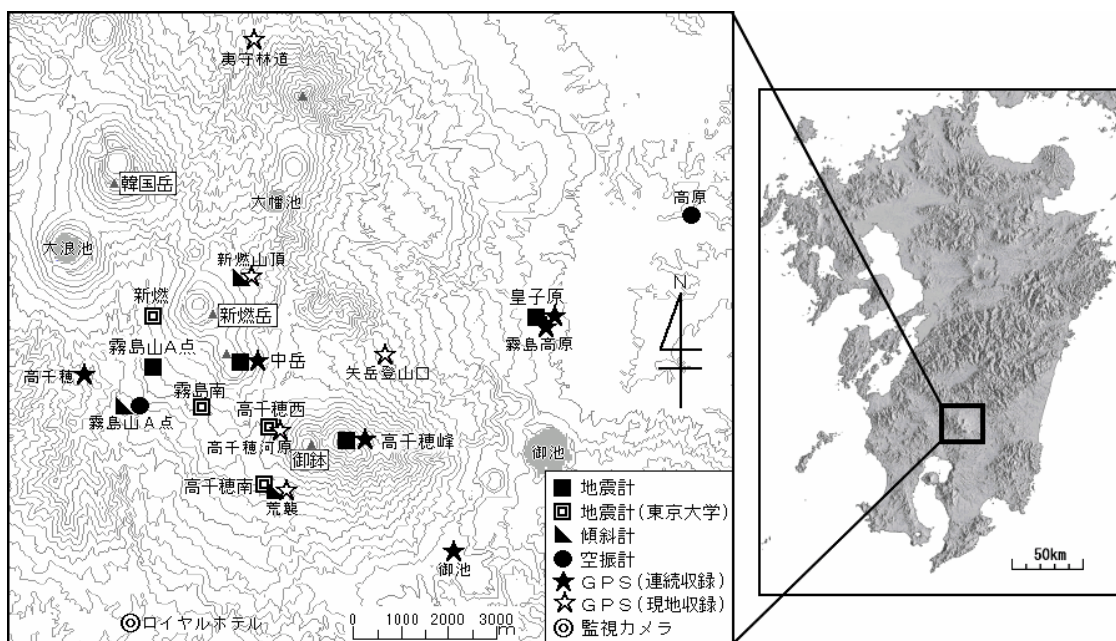 夷守林道
韓国岳
大幡池
高原
大浪池
新燃山頂
新燃
新燃岳
皇子原
霧島高原
N
霧島山A点
中岳
矢岳登山口
高千穂
霧島山A点
霧島南
高千穂西
高千穂河原
御鉢
高千穂峰
御池
高千穂南
荒襲
御池
ロイヤルホテル
0 1000 2000 3000
m
地震計
地震計(東京大学)
傾斜計
空振計
GPS(連続収録)
GPS(現地収録)
監視カメラ
50km